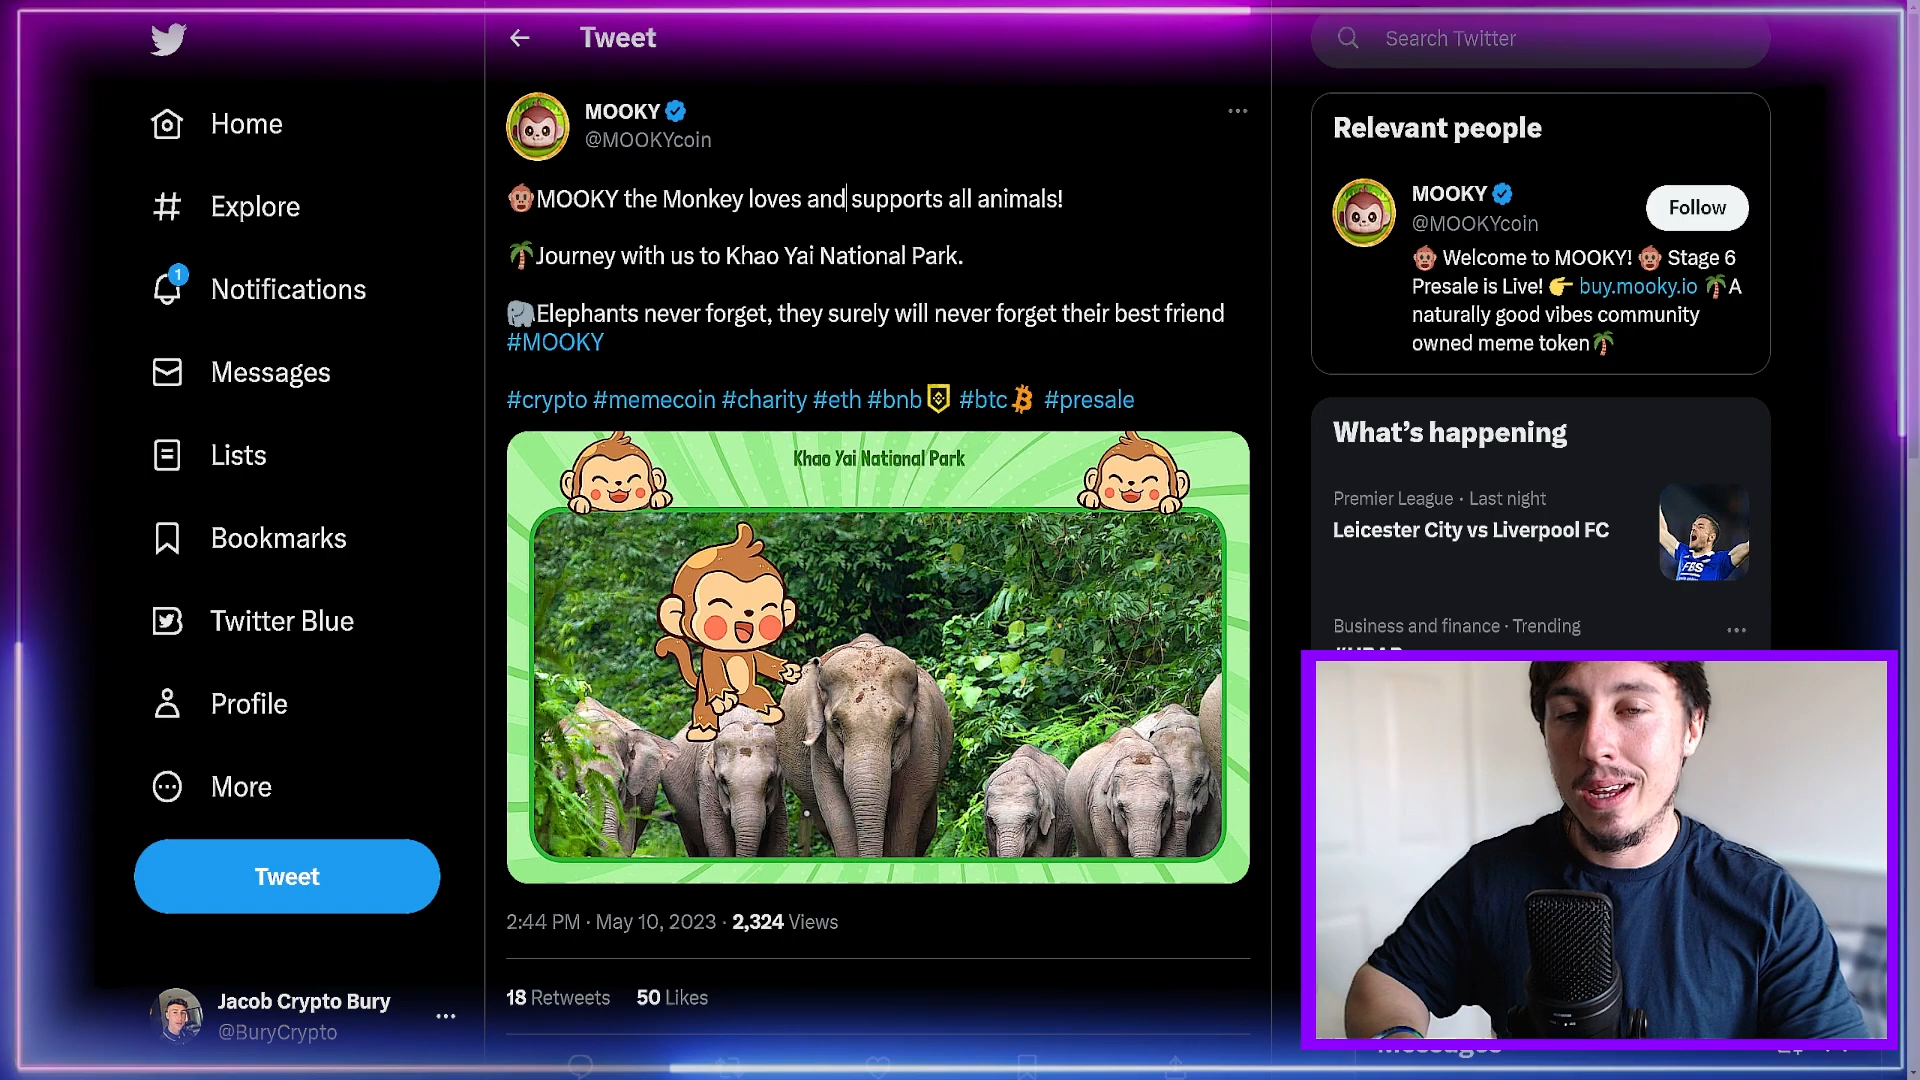 Home
Explore
1
Notifications
Messages
Lists
Bookmarks
Twitter Blue
Profile
More
Tweet
Jacob Crypto Bury
@BuryCrypto
Tweet
MOOKY
@MOOKYcoin
🐵MOOKY the Monkey loves and supports all animals!
🌴Journey with us to Khao Yai National Park.
🐘Elephants never forget, they surely will never forget their best friend
#MOOKY
#crypto #memecoin #charity #eth #bnb #btc #presale
Khao Yai National Park
2:44 PM · May 10, 2023 · 2,324 Views
18 Retweets 50 Likes
Search Twitter
Relevant people
MOOKY
@MOOKYcoin
Follow
🐵 Welcome to MOOKY! 🐵 Stage 6
Presale is Live! 👉 buy.mooky.io 🌴A
naturally good vibes community
owned meme token🌴
What's happening
Premier League · Last night
Leicester City vs Liverpool FC
FBS
Business and finance · Trending